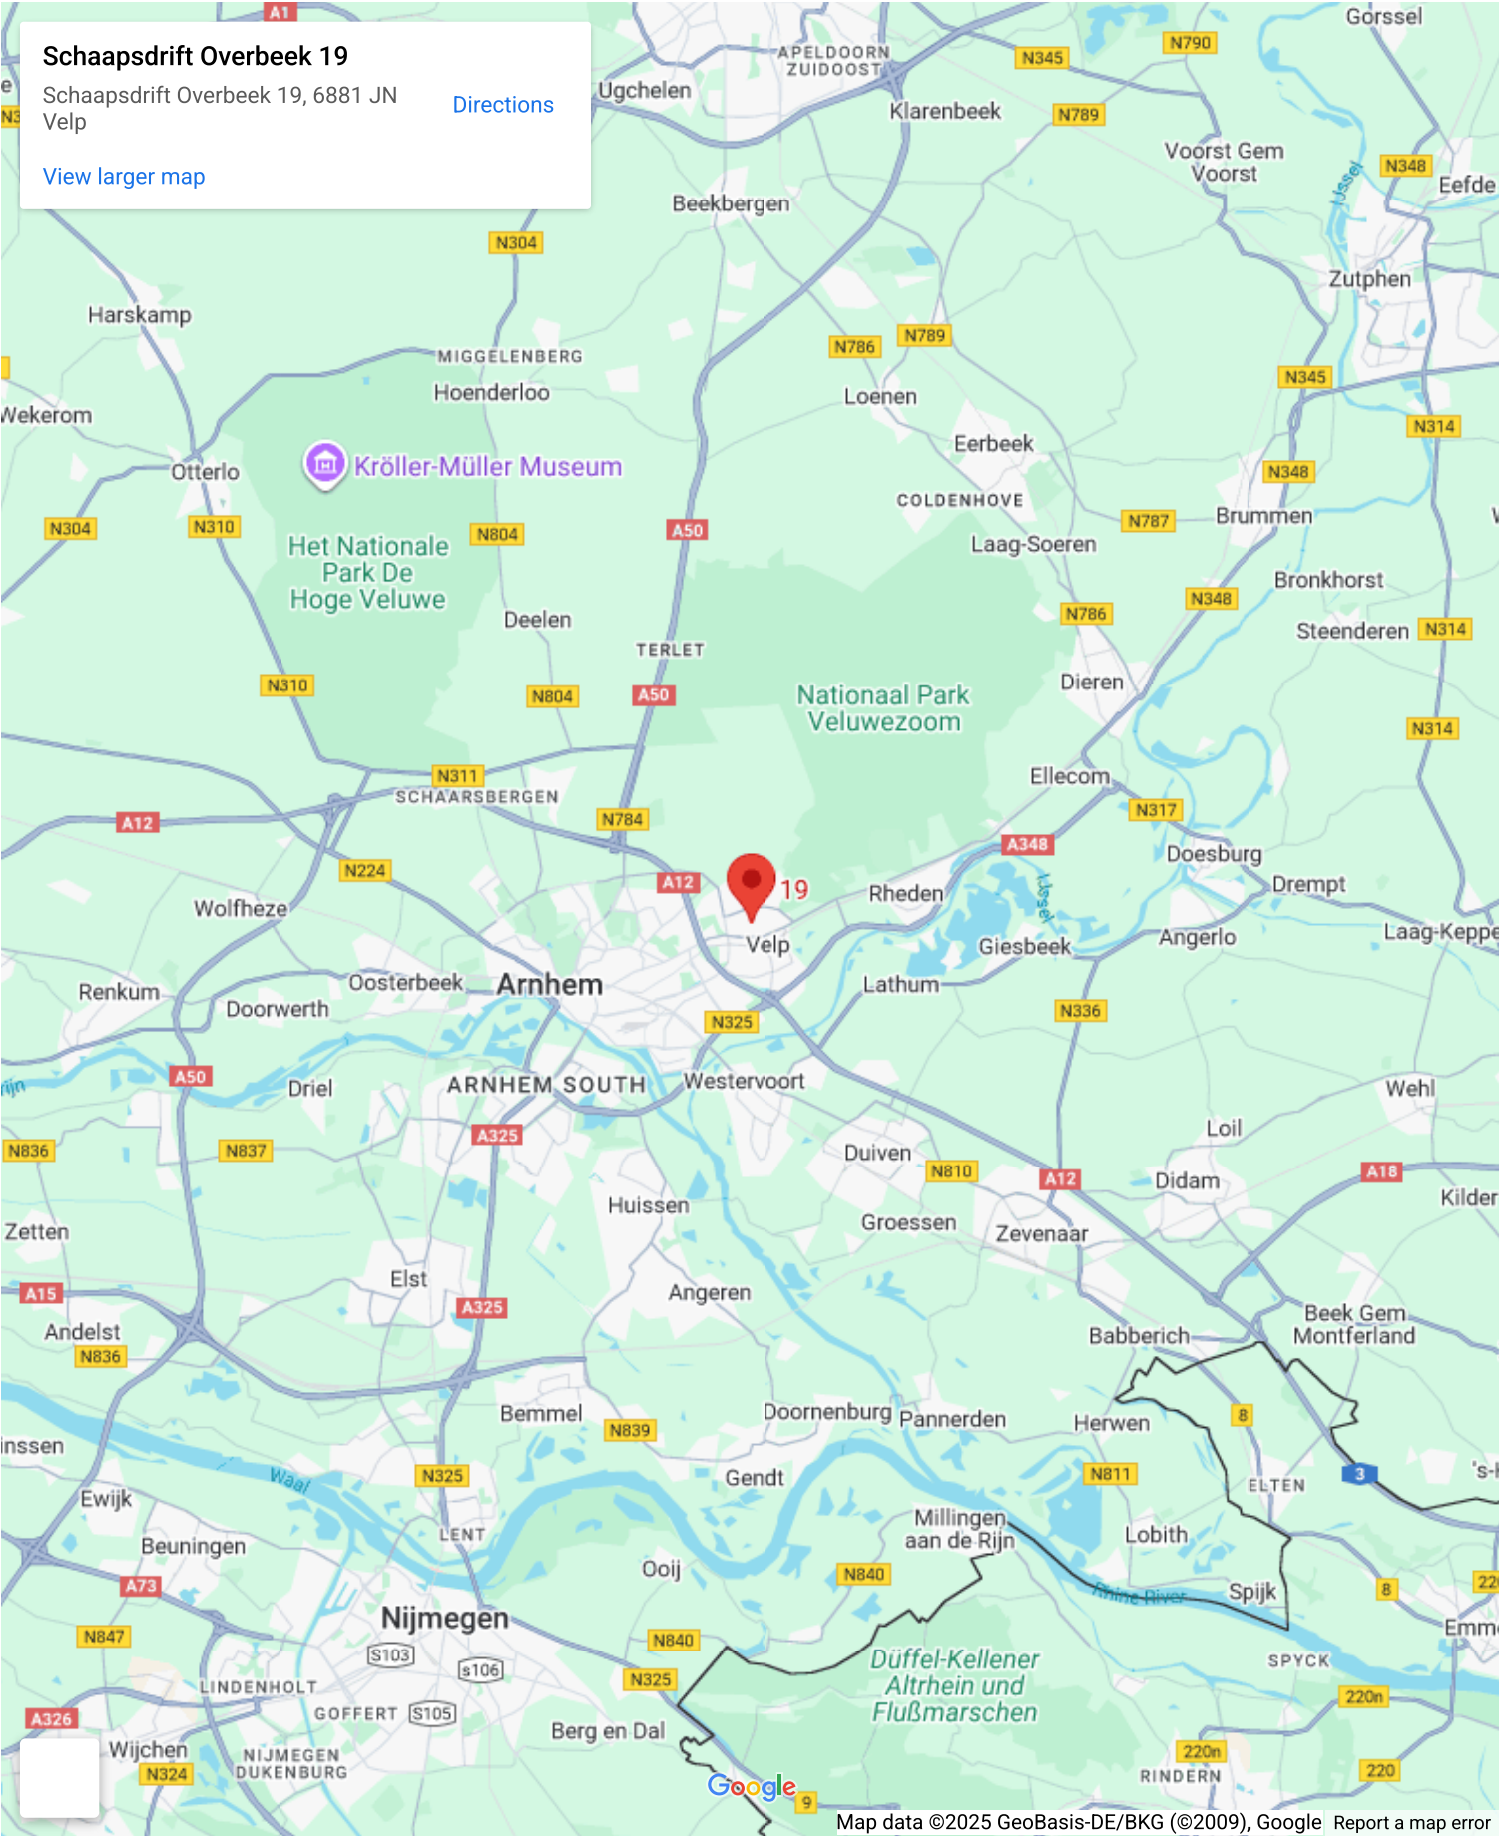 Schaapsdrift Overbeek 19
Schaapsdrift Overbeek 19, 6881 JN
Velp
Directions
View larger map
A1
APELDOORN
ZUIDOOST
N345
N790
Gorssel
Ugchelen
Klarenbeek
N789
Voorst Gem
Voorst
IJssel
N348
Eefde
Beekbergen
N304
Zutphen
Harskamp
MIGGELENBERG
Hoenderloo
N786
N789
Loenen
N345
Wekerom
Eerbeek
N314
Otterlo
Kröller-Müller Museum
COLDENHOVE
N348
N304
N310
N804
A50
N787
Brummen
Het Nationale
Park De
Hoge Veluwe
Laag-Soeren
Bronkhorst
Deelen
N786
N348
Steenderen
N314
TERLET
N310
N804
A50
Nationaal Park
Veluwezoom
Dieren
N314
N311
Ellecom
SCHAARSBERGEN
N317
A12
N784
A348
Doesburg
N224
A12
19
Rheden
IJssel
Drempt
Wolfheze
Velp
Giesbeek
Angerlo
Laag-Keppe
Renkum
Oosterbeek
Arnhem
Lathum
Doorwerth
N325
N336
A50
Driel
ARNHEM SOUTH
Westervoort
Wehl
A325
Loil
N836
N837
Duiven
N810
A12
Didam
A18
Kilder
Huissen
Groessen
Zevenaar
Zetten
Elst
Angeren
A15
A325
Beek Gem
Montferland
Andelst
N836
Babberich
Bemmel
N839
Doornenburg
Pannerden
Herwen
8
inssen
Waal
N325
Gendt
N811
ELTEN
3
's-H
Ewijk
LENT
Millingen
aan de Rijn
Lobith
Beuningen
Ooij
A73
N840
Rhine River
Spijk
8
Nijmegen
N847
S103
s106
N840
Emme
LINDENHOLT
N325
Düffel-Kellener
Altrhein und
Flußmarschen
SPYCK
220n
A326
GOFFERT
S105
Berg en Dal
Wijchen
NIJMEGEN
DUKENBURG
N324
220n
220
RINDERN
Google
9
Map data ©2025 GeoBasis-DE/BKG (©2009), Google
Report a map error